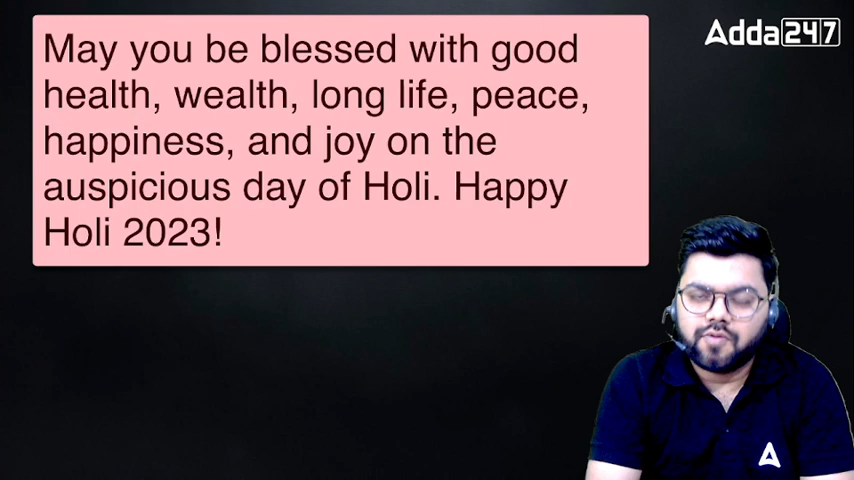 Adda247
May you be blessed with good
health, wealth, long life, peace,
happiness, and joy on the
auspicious day of Holi. Happy
Holi 2023!